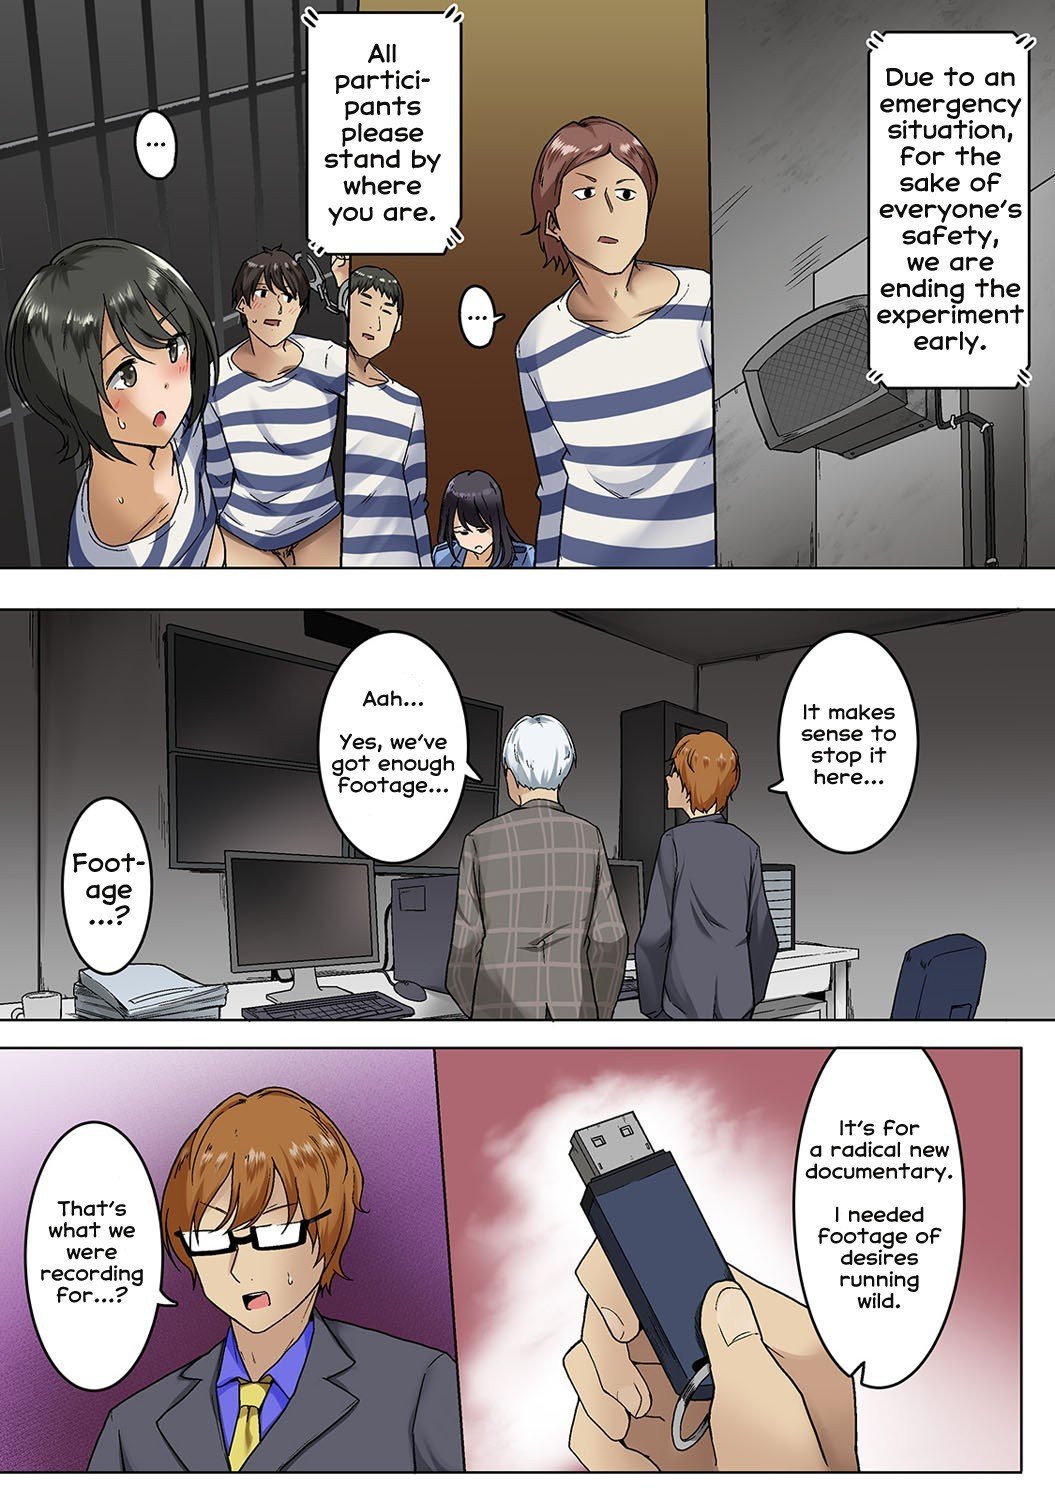 Due to an
emergency
situation,
for the
sake of
everyone's
safety,
we are
ending the
experiment
early.
All
partici-
pants
please
stand by
where
you are.
...
...
It makes
sense to
stop it
here...
Aah...
Yes, we've
got enough
footage...
Foot-
age
...?
It's for
a radical new
documentary.
I needed
footage of
desires
running
wild.
That's
what we
were
recording
for...?